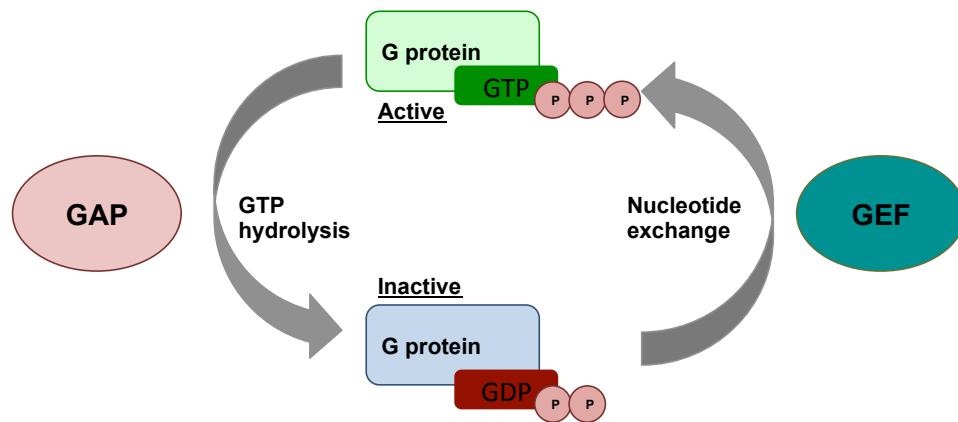 G protein
GTP
P P P
Active
GAP
GTP
hydrolysis
Nucleotide
exchange
GEF
Inactive
G protein
GDP
P P